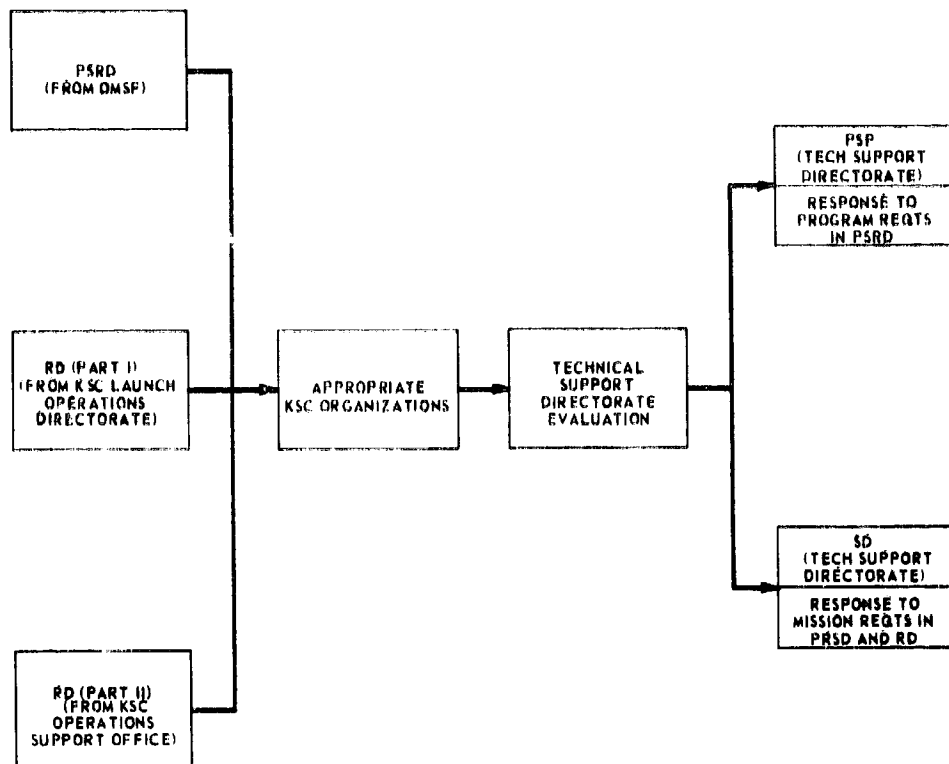 PSRD
(FROM OMSF)
RD (PART I)
(FROM KSC LAUNCH
OPERATIONS
DIRECTORATE)
RD (PART II)
(FROM KSC
OPERATIONS
SUPPORT OFFICE)
APPROPRIATE
KSC ORGANIZATIONS
TECHNICAL
SUPPORT
DIRECTORATE
EVALUATION
PSP
(TECH SUPPORT
DIRECTORATE)
RESPONSE TO
PROGRAM REQTS
IN PSRD
SD
(TECH SUPPORT
DIRECTORATE)
RESPONSE TO
MISSION REQTS IN
PRSD AND RD